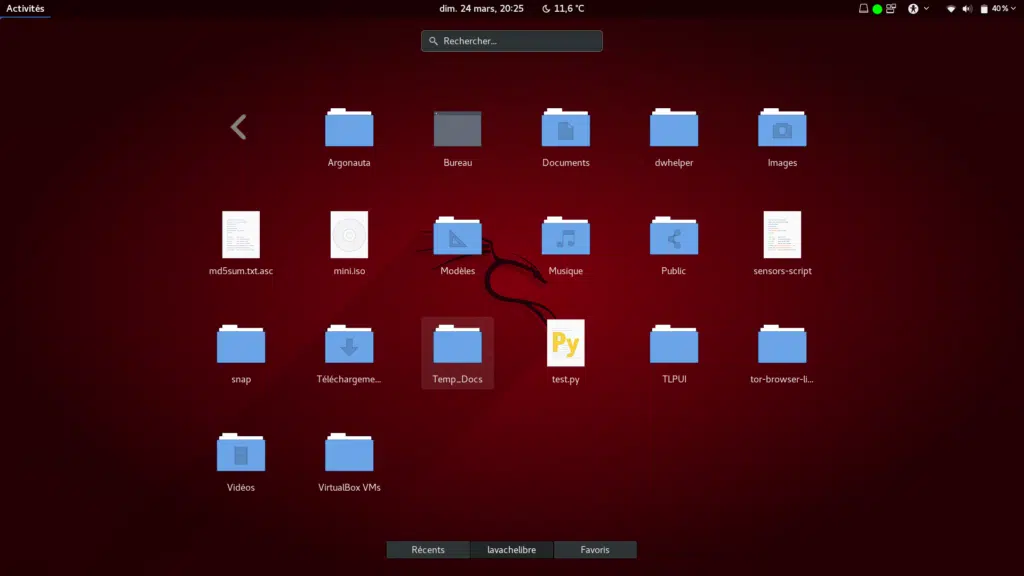 Activités
dim. 24 mars, 20:25
11,6 °C
40 %
Rechercher...
Argonauta
Bureau
Documents
dwhelper
Images
md5sum.txt.asc
mini.iso
Modèles
Musique
Public
sensors-script
snap
Téléchargeme...
Temp_Docs
Py
test.py
TLPUI
tor-browser-li...
Vidéos
VirtualBox VMs
Récents
lavachelibre
Favoris